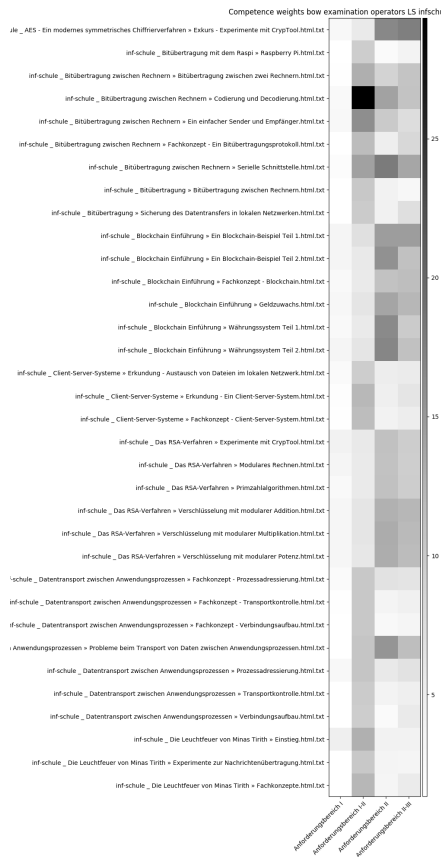 Competence weights bow examination operators LS infsch
ule _ AES - Ein modernes symmetrisches Chiffrierverfahren » Exkurs - Experimente mit CrypTool.html.txt
inf-schule _ Bitübertragung mit dem Raspi » Raspberry Pi.html.txt
inf-schule _ Bitübertragung zwischen Rechnern » Bitübertragung zwischen zwei Rechnern.html.txt
inf-schule _ Bitübertragung zwischen Rechnern » Codierung und Decodierung.html.txt
inf-schule _ Bitübertragung zwischen Rechnern » Ein einfacher Sender und Empfänger.html.txt
inf-schule _ Bitübertragung zwischen Rechnern » Fachkonzept - Ein Bitübertragungsprotokoll.html.txt
inf-schule _ Bitübertragung zwischen Rechnern » Serielle Schnittstelle.html.txt
inf-schule _ Bitübertragung » Bitübertragung zwischen Rechnern.html.txt
inf-schule _ Bitübertragung » Sicherung des Datentransfers in lokalen Netzwerken.html.txt
inf-schule _ Blockchain Einführung » Ein Blockchain-Beispiel Teil 1.html.txt
inf-schule _ Blockchain Einführung » Ein Blockchain-Beispiel Teil 2.html.txt
inf-schule _ Blockchain Einführung » Fachkonzept - Blockchain.html.txt
inf-schule _ Blockchain Einführung » Geldzuwachs.html.txt
inf-schule _ Blockchain Einführung » Währungssystem Teil 1.html.txt
inf-schule _ Blockchain Einführung » Währungssystem Teil 2.html.txt
inf-schule _ Client-Server-Systeme » Erkundung - Austausch von Dateien im lokalen Netzwerk.html.txt
inf-schule _ Client-Server-Systeme » Erkundung - Ein Client-Server-System.html.txt
inf-schule _ Client-Server-Systeme » Fachkonzept - Client-Server-System.html.txt
inf-schule _ Das RSA-Verfahren » Experimente mit CrypTool.html.txt
inf-schule _ Das RSA-Verfahren » Modulares Rechnen.html.txt
inf-schule _ Das RSA-Verfahren » Primzahlalgorithmen.html.txt
inf-schule _ Das RSA-Verfahren » Verschlüsselung mit modularer Addition.html.txt
inf-schule _ Das RSA-Verfahren » Verschlüsselung mit modularer Multiplikation.html.txt
inf-schule _ Das RSA-Verfahren » Verschlüsselung mit modularer Potenz.html.txt
-schule _ Datentransport zwischen Anwendungsprozessen » Fachkonzept - Prozessadressierung.html.txt
inf-schule _ Datentransport zwischen Anwendungsprozessen » Fachkonzept - Transportkontrolle.html.txt
nf-schule _ Datentransport zwischen Anwendungsprozessen » Fachkonzept - Verbindungsaufbau.html.txt
Anwendungsprozessen » Probleme beim Transport von Daten zwischen Anwendungsprozessen.html.txt
inf-schule _ Datentransport zwischen Anwendungsprozessen » Prozessadressierung.html.txt
inf-schule _ Datentransport zwischen Anwendungsprozessen » Transportkontrolle.html.txt
inf-schule _ Datentransport zwischen Anwendungsprozessen » Verbindungsaufbau.html.txt
inf-schule _ Die Leuchtfeuer von Minas Tirith » Einstieg.html.txt
inf-schule _ Die Leuchtfeuer von Minas Tirith » Experimente zur Nachrichtenübertragung.html.txt
inf-schule _ Die Leuchtfeuer von Minas Tirith » Fachkonzepte.html.txt
Anforderungsbereich I
Anforderungsbereich I-II
Anforderungsbereich II
Anforderungsbereich II-III
25
20
15
10
5